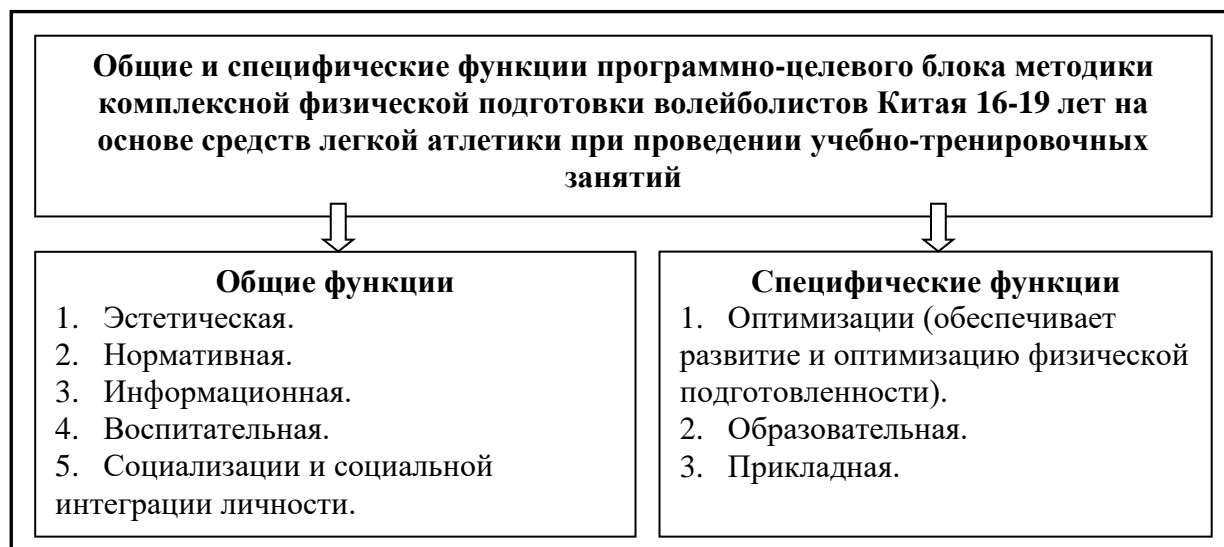 Общие и специфические функции программно-целевого блока методики
комплексной физической подготовки волейболистов Китая 16-19 лет на
основе средств легкой атлетики при проведении учебно-тренировочных
занятий
Общие функции
1. Эстетическая.
2. Нормативная.
3. Информационная.
4. Воспитательная.
5. Социализации и социальной
интеграции личности.
Специфические функции
1. Оптимизации (обеспечивает
развитие и оптимизацию физической
подготовленности).
2. Образовательная.
3. Прикладная.